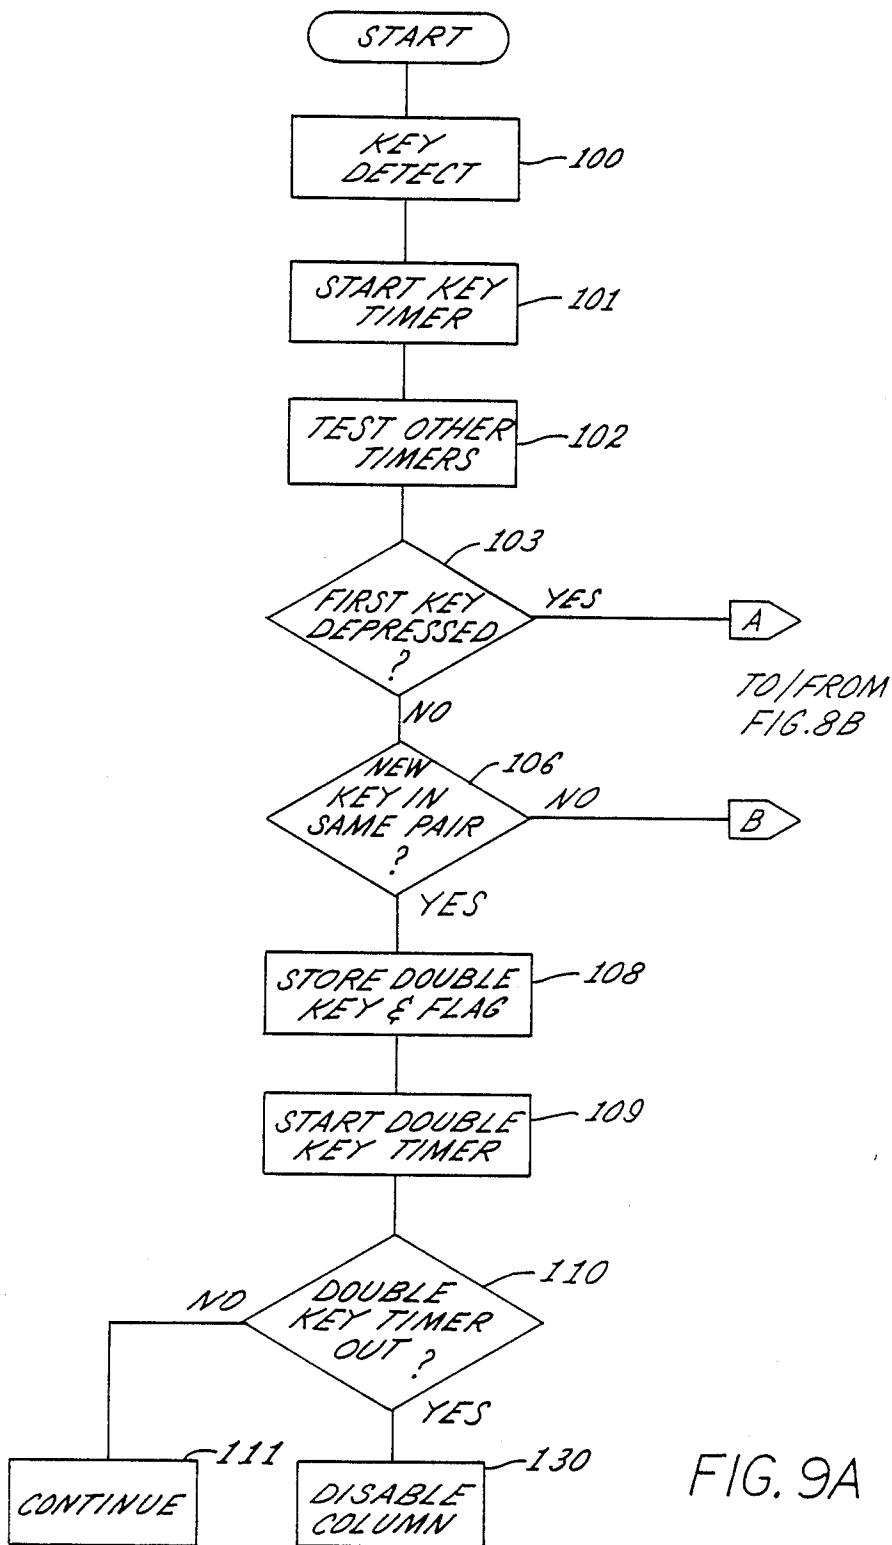 START
KEY
DETECT
100
START KEY
TIMER
101
TEST OTHER
TIMERS
102
103
FIRST KEY
DEPRESSED
?
YES
A
TO/FROM
FIG.8B
NO
106
NEW
KEY IN
SAME PAIR
?
NO
B
YES
STORE DOUBLE
KEY & FLAG
108
START DOUBLE
KEY TIMER
109
110
DOUBLE
KEY TIMER
OUT ?
NO
YES
111
CONTINUE
130
DISABLE
COLUMN
FIG. 9A